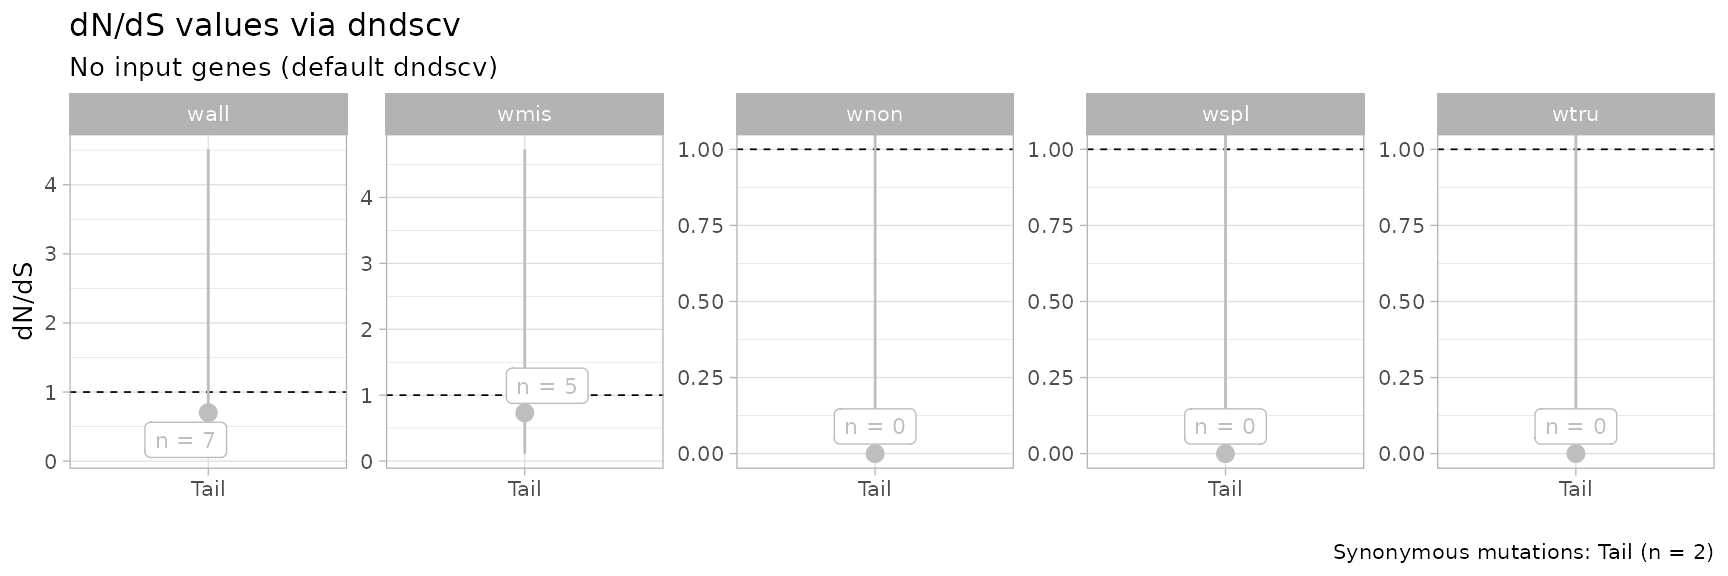 dN/dS values via dndscv
No input genes (default dndscv)
wall wmis wnon wspl wtru
dN/dS
4
3
2
1
0
n = 7
Tail
4
3
2
1
0
n = 5
Tail
1.00
0.75
0.50
0.25
0.00
n = 0
Tail
1.00
0.75
0.50
0.25
0.00
n = 0
Tail
1.00
0.75
0.50
0.25
0.00
n = 0
Tail
Synonymous mutations: Tail (n = 2)